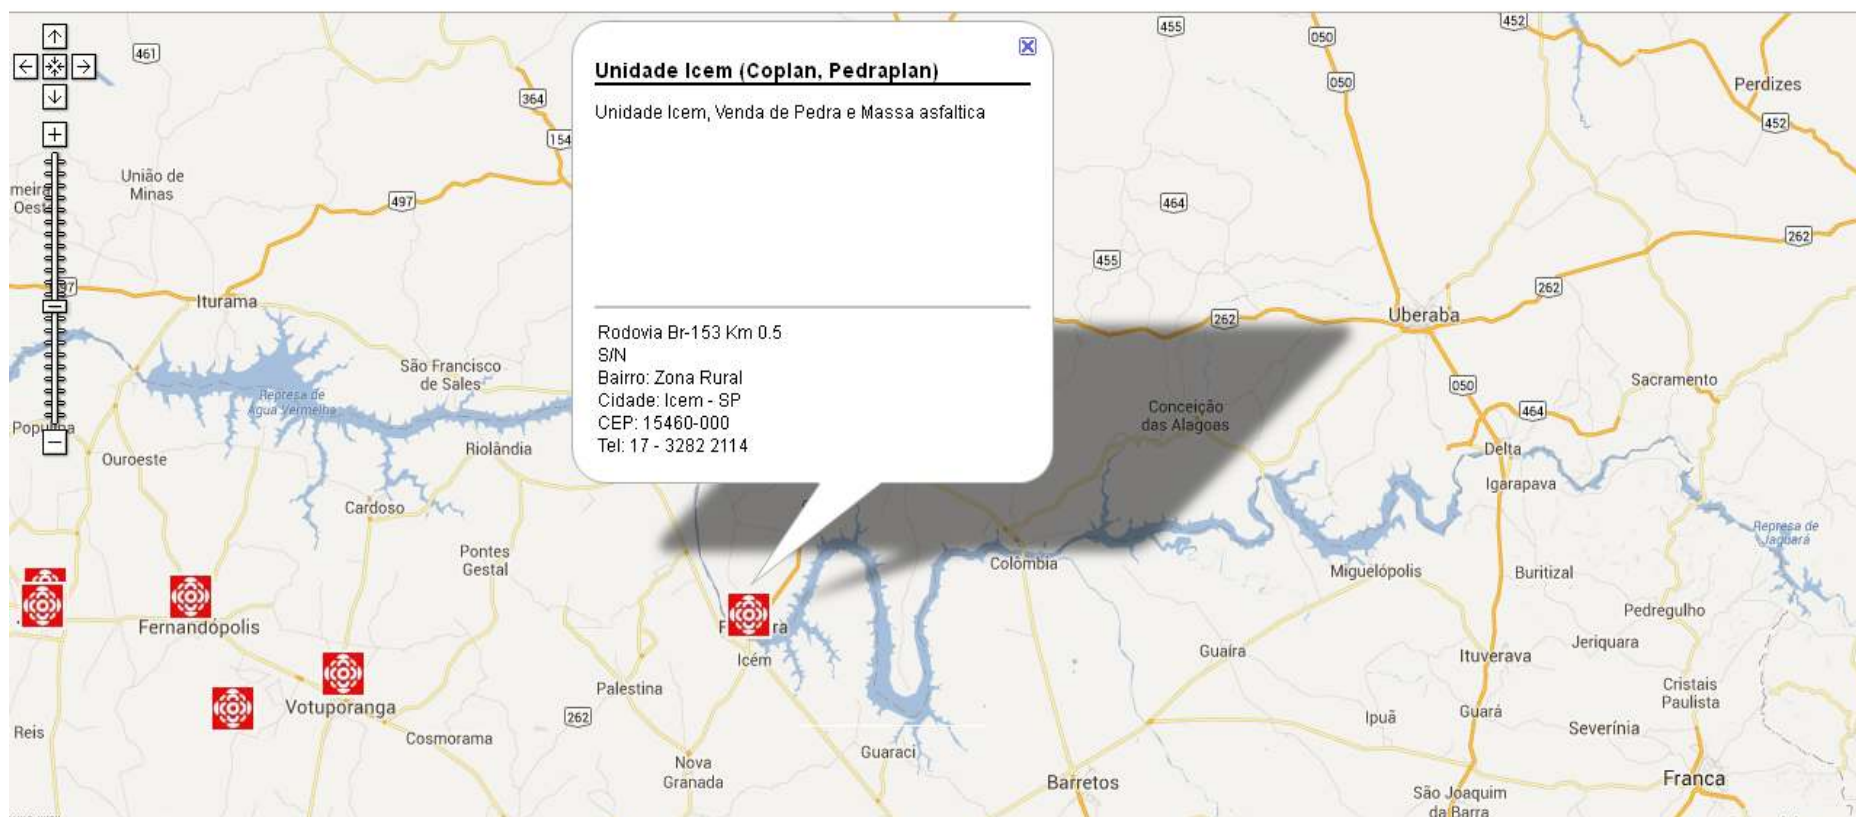 461
455
452
050
050
Perdizes
452
364
154
União de
Minas
497
464
262
455
262
Iturama
262
Uberaba
Unidade Icem (Coplan, Pedraplan)
Unidade Icem, Venda de Pedra e Massa asfaltica
Rodovia Br-153 Km 0.5
S/N
Bairro: Zona Rural
Cidade: Icem - SP
CEP: 15460-000
Tel: 17 - 3282 2114
São Francisco
de Sales
Represa de
Água Vermelha
050
Sacramento
464
Conceição
das Alagoas
Ouroeste
Riolândia
Delta
Igarapava
Cardoso
Represa de
Jaguará
Pontes
Gestal
Colômbia
Miguelópolis
Buritizal
Pedregulho
Fernandópolis
ra
Jeriquara
Icém
Guaíra
Ituverava
Palestina
Cristais
Paulista
Votuporanga
262
Ipuã
Guará
Severínia
Reis
Cosmorama
Guaraci
Nova
Granada
Barretos
Franca
São Joaquim
da Barra